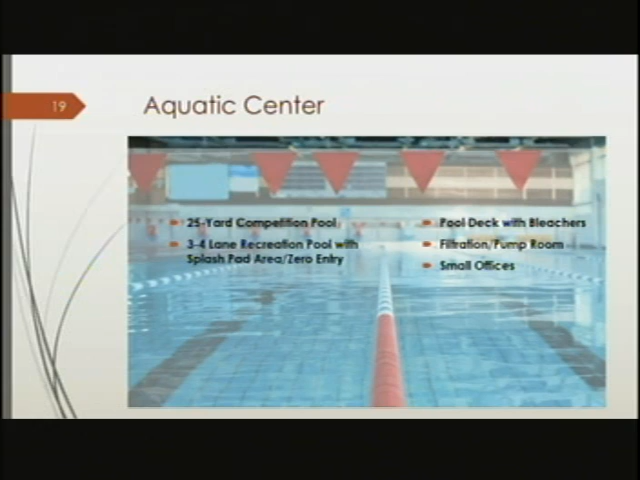 19
Aquatic Center
25-Yard Competition Pool
3-4 Lane Recreation Pool with
Splash Pad Area/Zero Entry
Pool Deck with Bleachers
Filtration/Pump Room
Small Offices